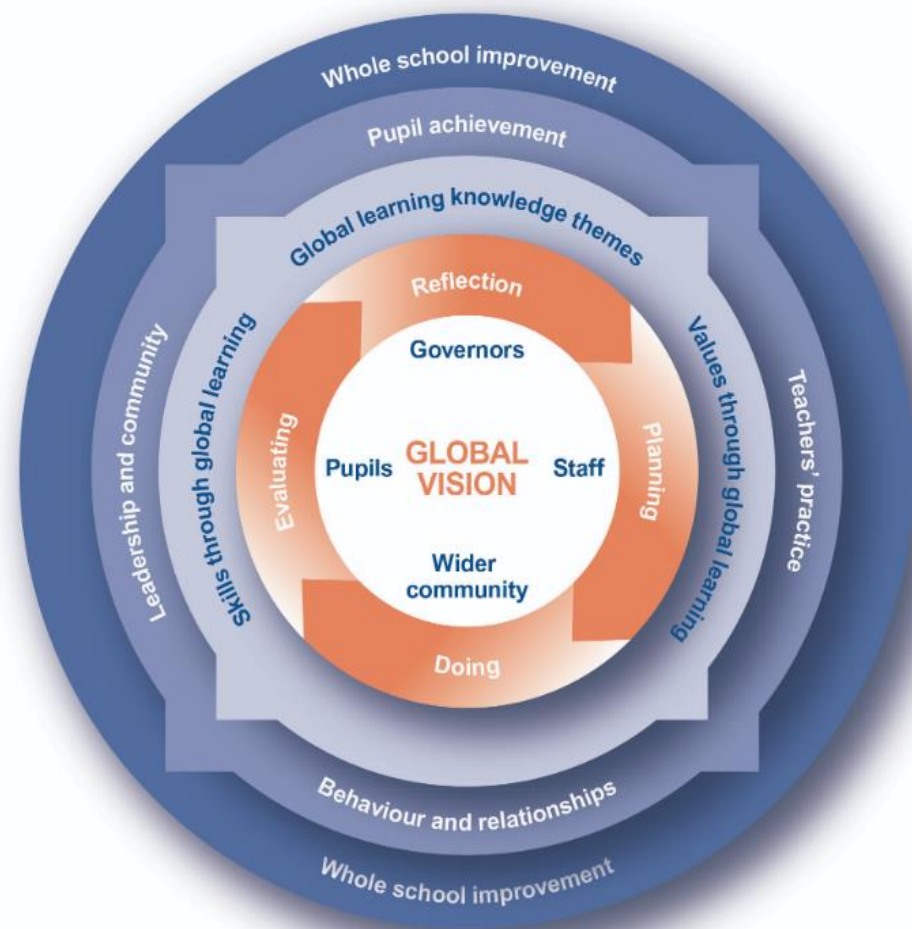 Whole school improvement
Pupil achievement
Global learning knowledge themes
Reflection
Governors
Leadership and community
Skills through global learning
Evaluating
Pupils
GLOBAL
VISION
Staff
Planning
Values through global learning
Teachers' practice
Wider
community
Doing
Behaviour and relationships
Whole school improvement